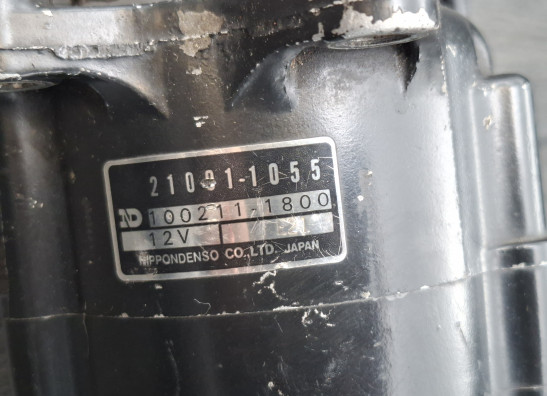 21001-1055
ND 100211-1800
12V
NIPPONDENSO CO., LTD. JAPAN